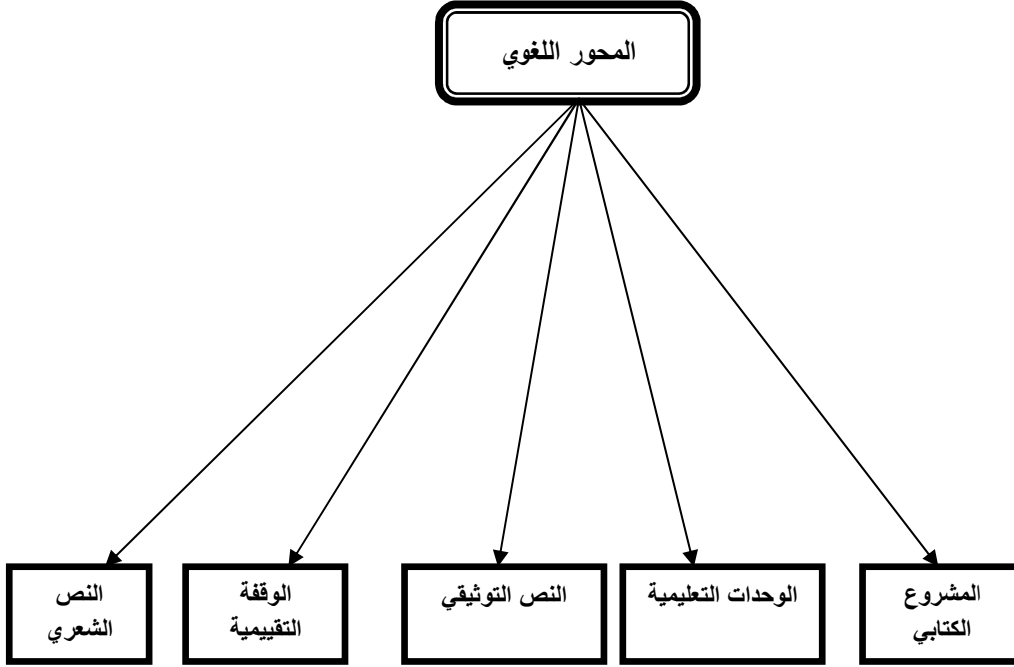 المحور اللغوي
المشروع
الكتابي
الوحدات التعليمية
النص التوثيقي
الوقفة
التقييمية
النص
الشعري